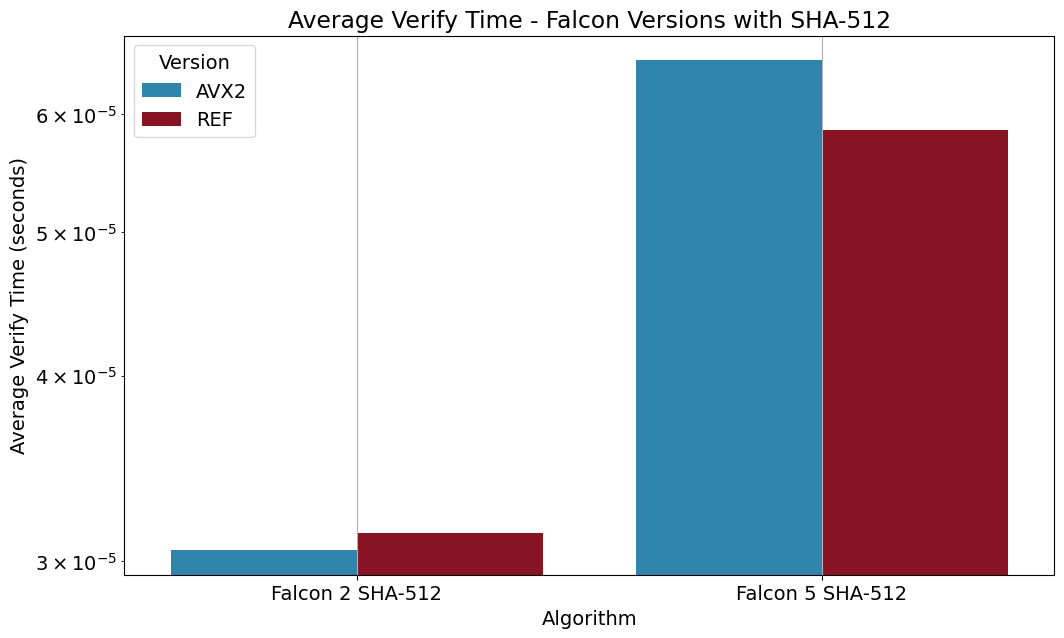 Average Verify Time - Falcon Versions with SHA-512
Version
AVX2
REF
6 × 10⁻⁵
5 × 10⁻⁵
4 × 10⁻⁵
3 × 10⁻⁵
Average Verify Time (seconds)
Falcon 2 SHA-512
Falcon 5 SHA-512
Algorithm